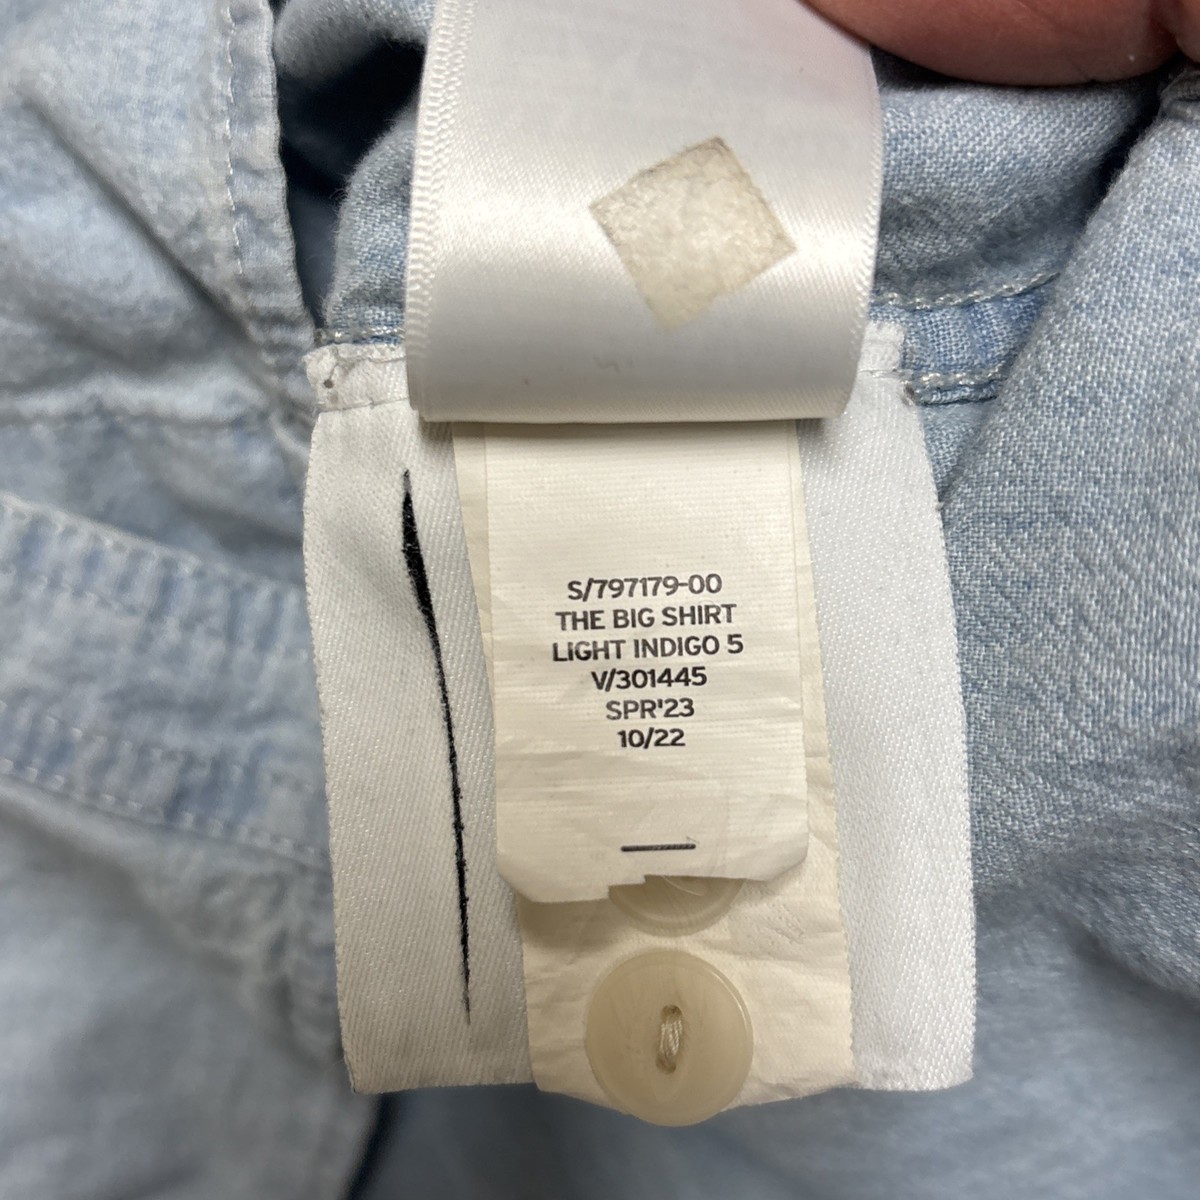 S/797179-00
THE BIG SHIRT
LIGHT INDIGO 5
V/301445
SPR'23
10/22